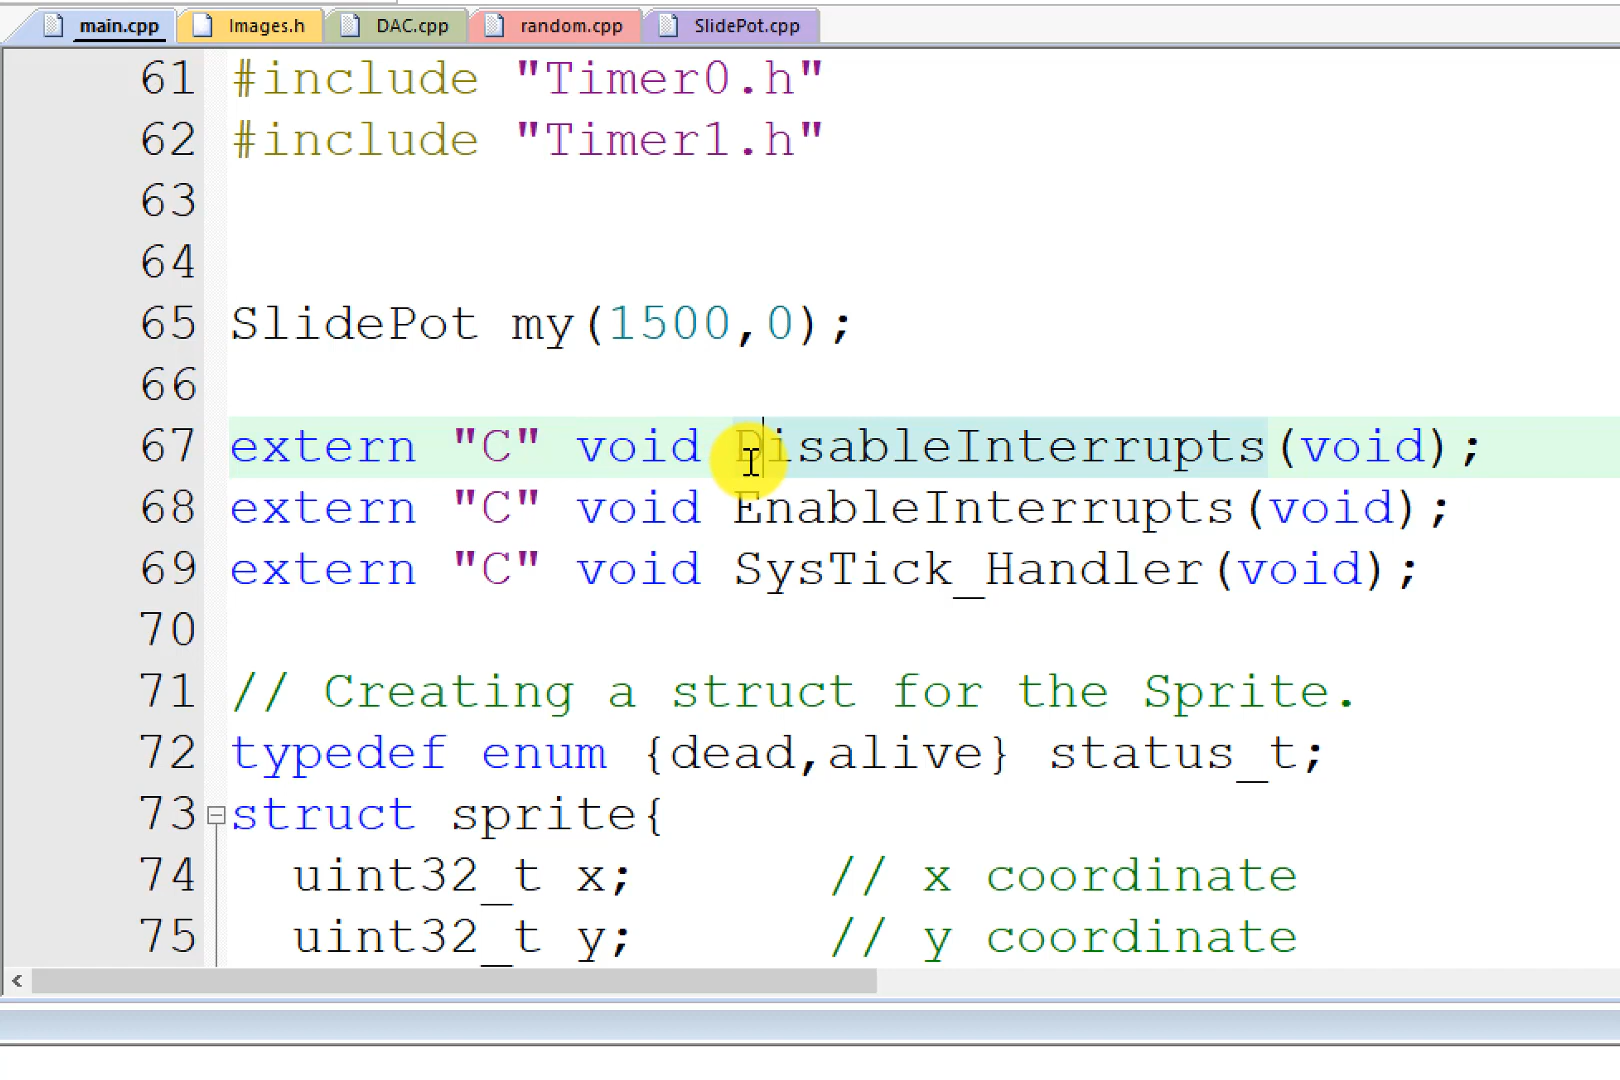 main.cpp Images.h DAC.cpp random.cpp SlidePot.cpp
61 #include "Timer0.h"
62 #include "Timer1.h"
63
64
65 SlidePot my(1500,0);
66
67 extern "C" void DisableInterrupts(void);
68 extern "C" void EnableInterrupts(void);
69 extern "C" void SysTick_Handler(void);
70
71 // Creating a struct for the Sprite.
72 typedef enum {dead,alive} status_t;
73 struct sprite{
74 uint32_t x; // x coordinate
75 uint32_t y; // y coordinate